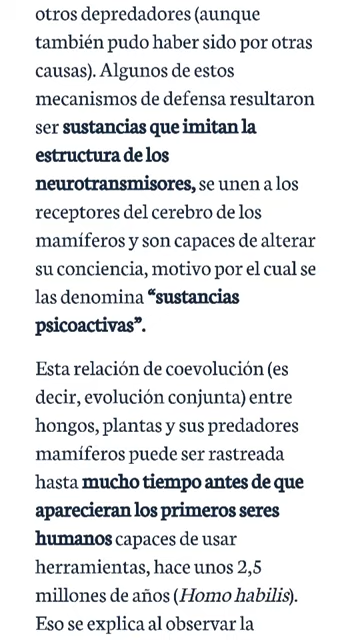 otros depredadores (aunque
también pudo haber sido por otras
causas). Algunos de estos
mecanismos de defensa resultaron
ser sustancias que imitan la
estructura de los
neurotransmisores, se unen a los
receptores del cerebro de los
mamíferos y son capaces de alterar
su conciencia, motivo por el cual se
las denomina “sustancias
psicoactivas”.
Esta relación de coevolución (es
decir, evolución conjunta) entre
hongos, plantas y sus predadores
mamíferos puede ser rastreada
hasta mucho tiempo antes de que
aparecieran los primeros seres
humanos capaces de usar
herramientas, hace unos 2,5
millones de años (Homo habilis).
Eso se explica al observar la